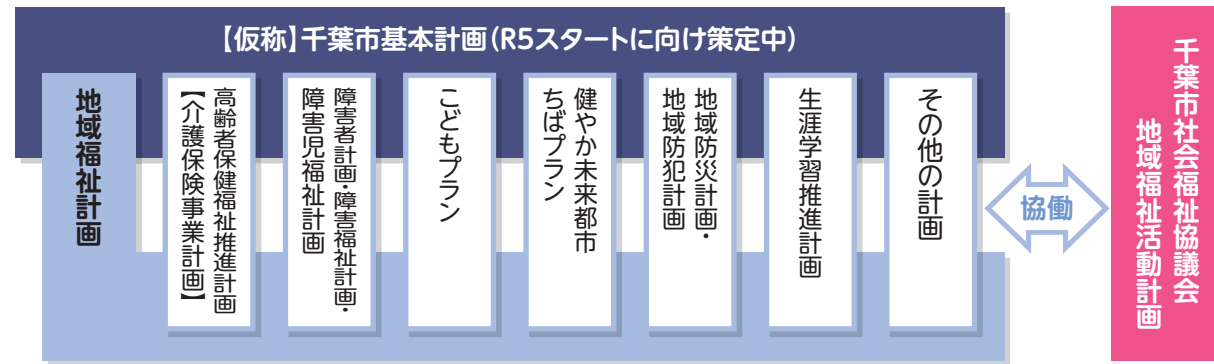 【仮称】千葉市基本計画(R5スタートに向け策定中)
地域福祉計画
高齢者保健福祉推進計画
【介護保険事業計画】
障害者計画・障害福祉計画・
障害児福祉計画
こどもプラン
健やか未来都市
ちばプラン
地域防災計画・
地域防犯計画
生涯学習推進計画
その他の計画
協働
千葉市社会福祉協議会
地域福祉活動計画